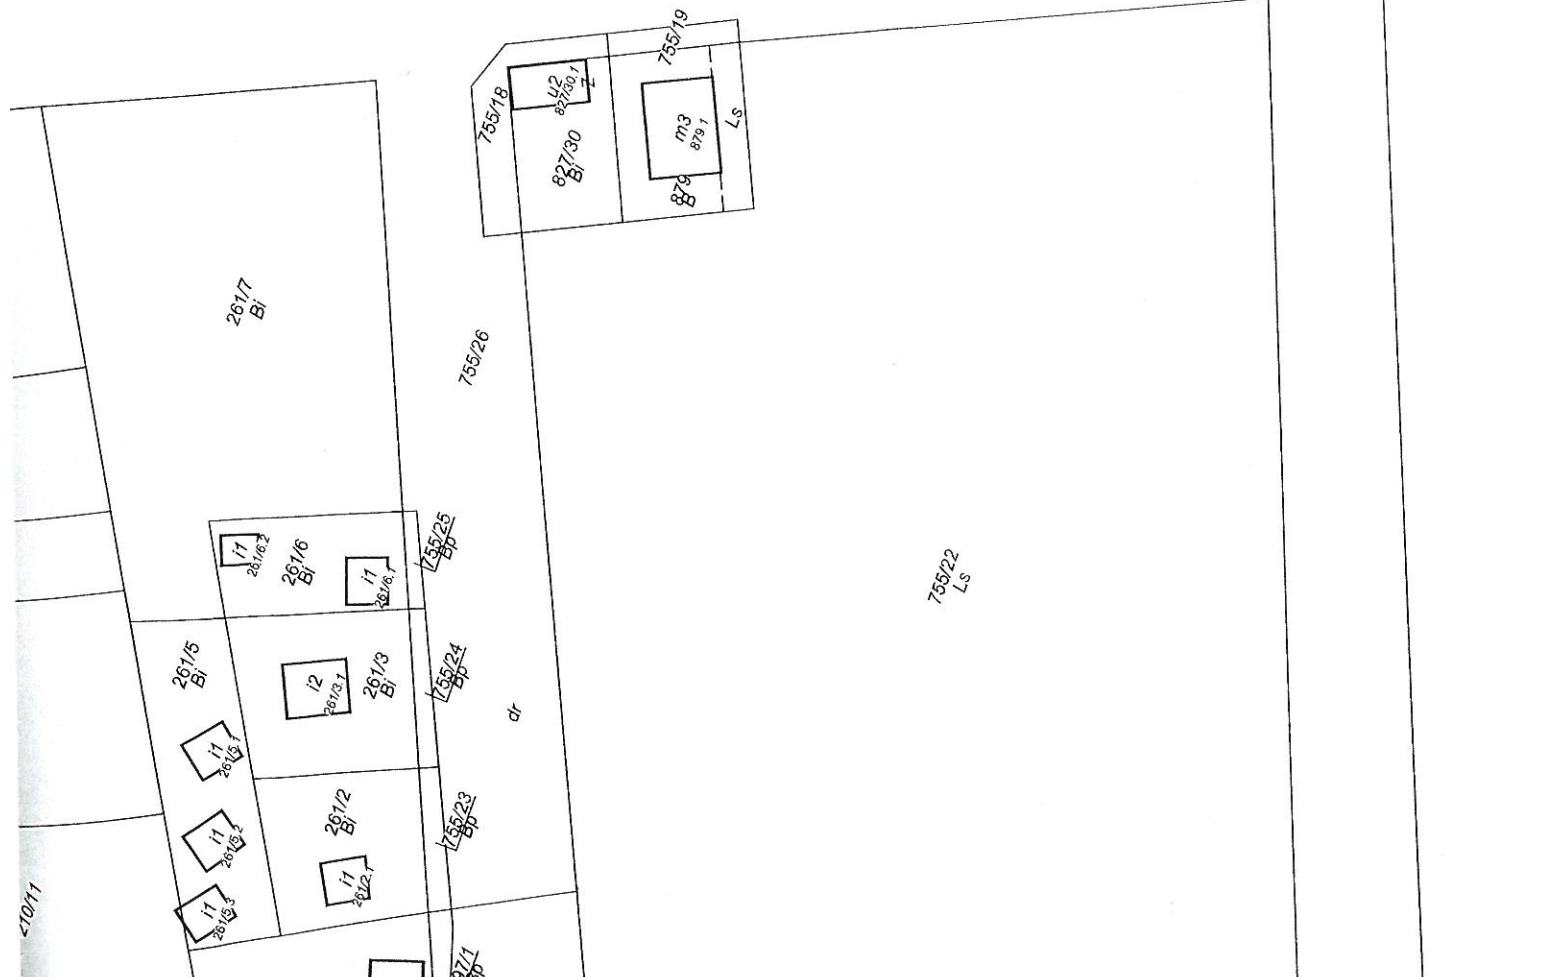 755/19
755/18
u2
827/30.1
z
827/30
Bi
m3
879.1
Ls
879
B
261/7
Bi
755/26
755/25
Bp
i1
261/6.2
261/6
Bi
i1
261/6.1
755/22
Ls
261/5
Bi
i2
261/3.1
261/3
Bi
755/24
Bp
dr
i1
261/5.1
261/2
Bi
755/23
Bp
i1
261/5.2
i1
261/2.1
i1
261/5.3
210/11